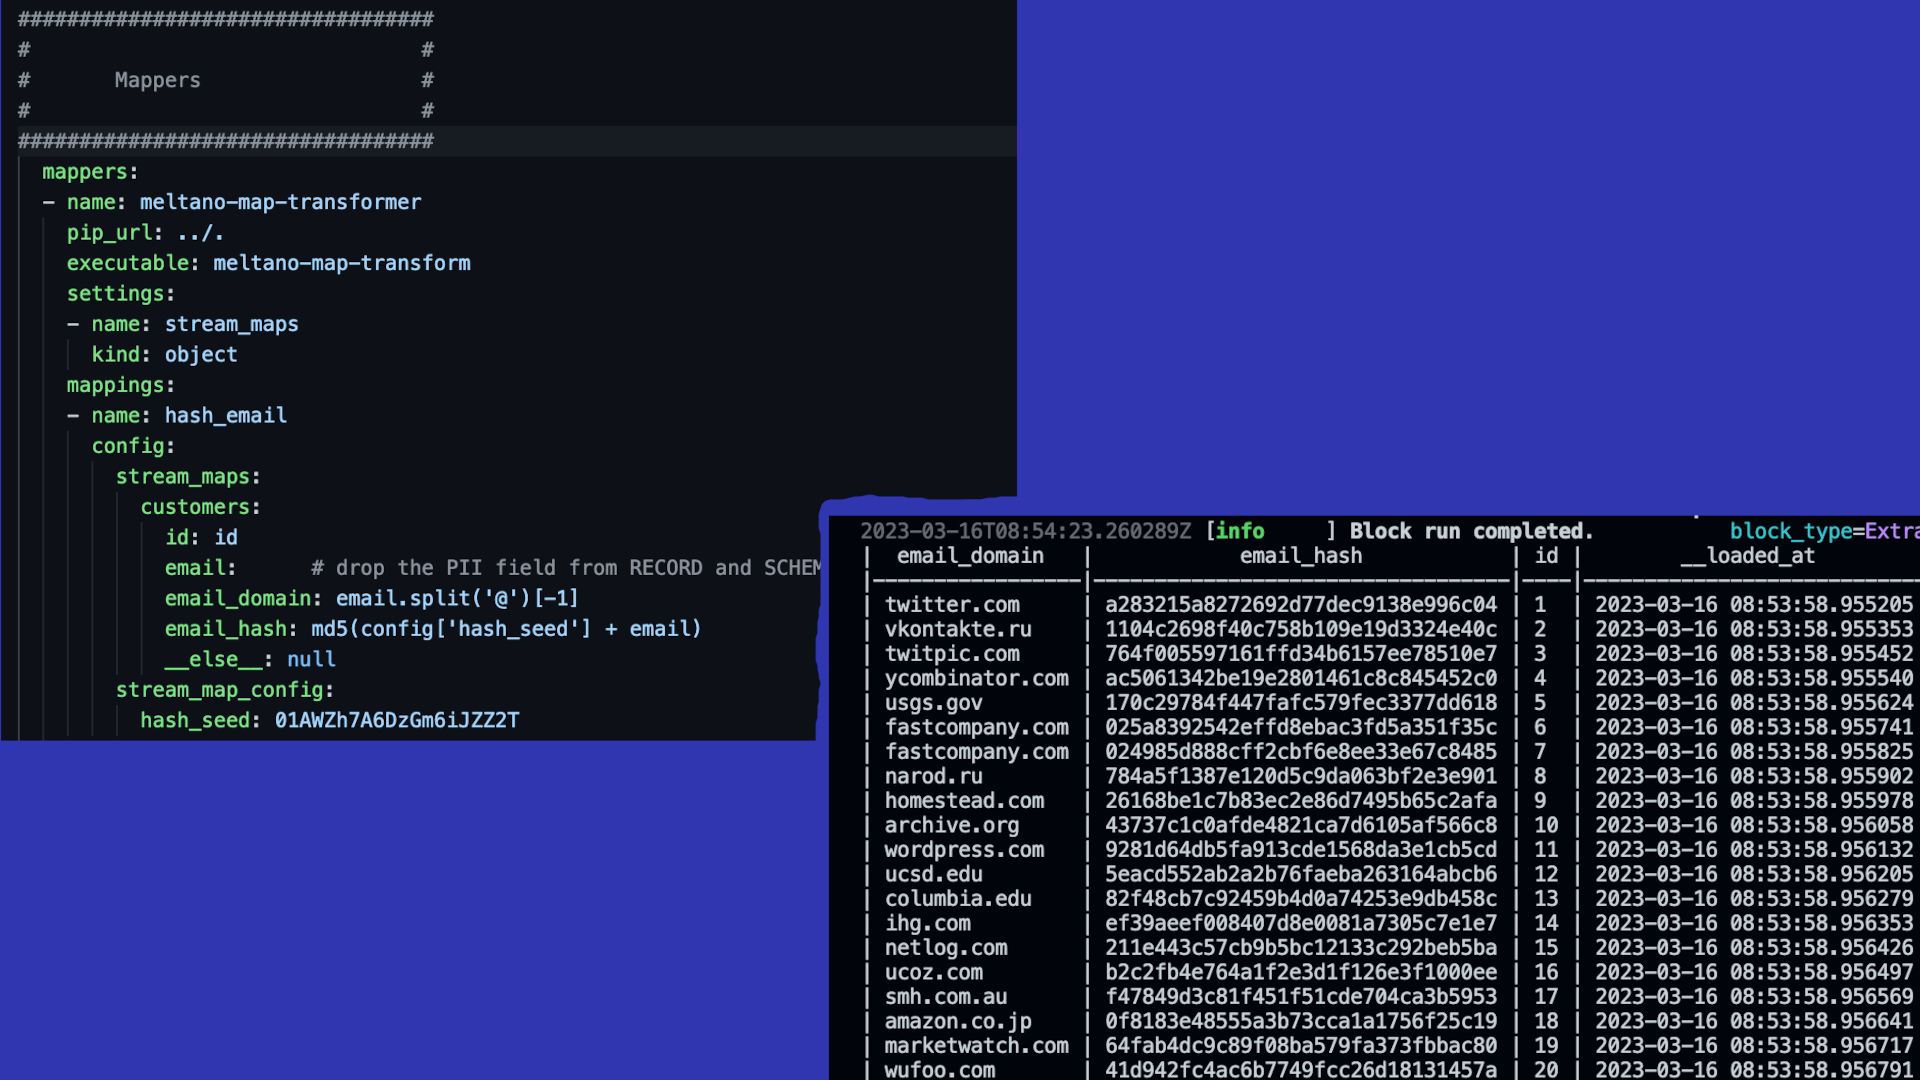 ##################################
#                                #
#       Mappers                  #
#                                #
##################################
mappers:
- name: meltano-map-transformer
pip_url: ../.
executable: meltano-map-transform
settings:
- name: stream_maps
kind: object
mappings:
- name: hash_email
config:
stream_maps:
customers:
id: id
email:      # drop the PII field from RECORD and SCHEM
email_domain: email.split('@')[-1]
email_hash: md5(config['hash_seed'] + email)
__else__: null
stream_map_config:
hash_seed: 01AWZh7A6DzGm6iJZZ2T
2023-03-16T08:54:23.260289Z [info     ] Block run completed.           block_type=Extra
| email_domain | email_hash | id | __loaded_at
|-----------------|----------------------------------|----|---------------------------
| twitter.com | a283215a8272692d77dec9138e996c04 | 1 | 2023-03-16 08:53:58.955205
| vkontakte.ru | 1104c2698f40c758b109e19d3324e40c | 2 | 2023-03-16 08:53:58.955353
| twitpic.com | 764f005597161ffd34b6157ee78510e7 | 3 | 2023-03-16 08:53:58.955452
| ycombinator.com | ac5061342be19e2801461c8c845452c0 | 4 | 2023-03-16 08:53:58.955540
| usgs.gov | 170c29784f447fafc579fec3377dd618 | 5 | 2023-03-16 08:53:58.955624
| fastcompany.com | 025a8392542effd8ebac3fd5a351f35c | 6 | 2023-03-16 08:53:58.955741
| fastcompany.com | 024985d888cff2cbf6e8ee33e67c8485 | 7 | 2023-03-16 08:53:58.955825
| narod.ru | 784a5f1387e120d5c9da063bf2e3e901 | 8 | 2023-03-16 08:53:58.955902
| homestead.com | 26168be1c7b83ec2e86d7495b65c2afa | 9 | 2023-03-16 08:53:58.955978
| archive.org | 43737c1c0afde4821ca7d6105af566c8 | 10 | 2023-03-16 08:53:58.956058
| wordpress.com | 9281d64db5fa913cde1568da3e1cb5cd | 11 | 2023-03-16 08:53:58.956132
| ucsd.edu | 5eacd552ab2a2b76faeba263164abcb6 | 12 | 2023-03-16 08:53:58.956205
| columbia.edu | 82f48cb7c92459b4d0a74253e9db458c | 13 | 2023-03-16 08:53:58.956279
| ihg.com | ef39aeef008407d8e0081a7305c7e1e7 | 14 | 2023-03-16 08:53:58.956353
| netlog.com | 211e443c57cb9b5bc12133c292beb5ba | 15 | 2023-03-16 08:53:58.956426
| ucoz.com | b2c2fb4e764a1f2e3d1f126e3f1000ee | 16 | 2023-03-16 08:53:58.956497
| smh.com.au | f47849d3c81f451f51cde704ca3b5953 | 17 | 2023-03-16 08:53:58.956569
| amazon.co.jp | 0f8183e48555a3b73cca1a1756f25c19 | 18 | 2023-03-16 08:53:58.956641
| marketwatch.com | 64fab4dc9c89f08ba579fa373fbbac80 | 19 | 2023-03-16 08:53:58.956717
| wufoo.com | 41d942fc4ac6b7749fcc26d18131457a | 20 | 2023-03-16 08:53:58.956791